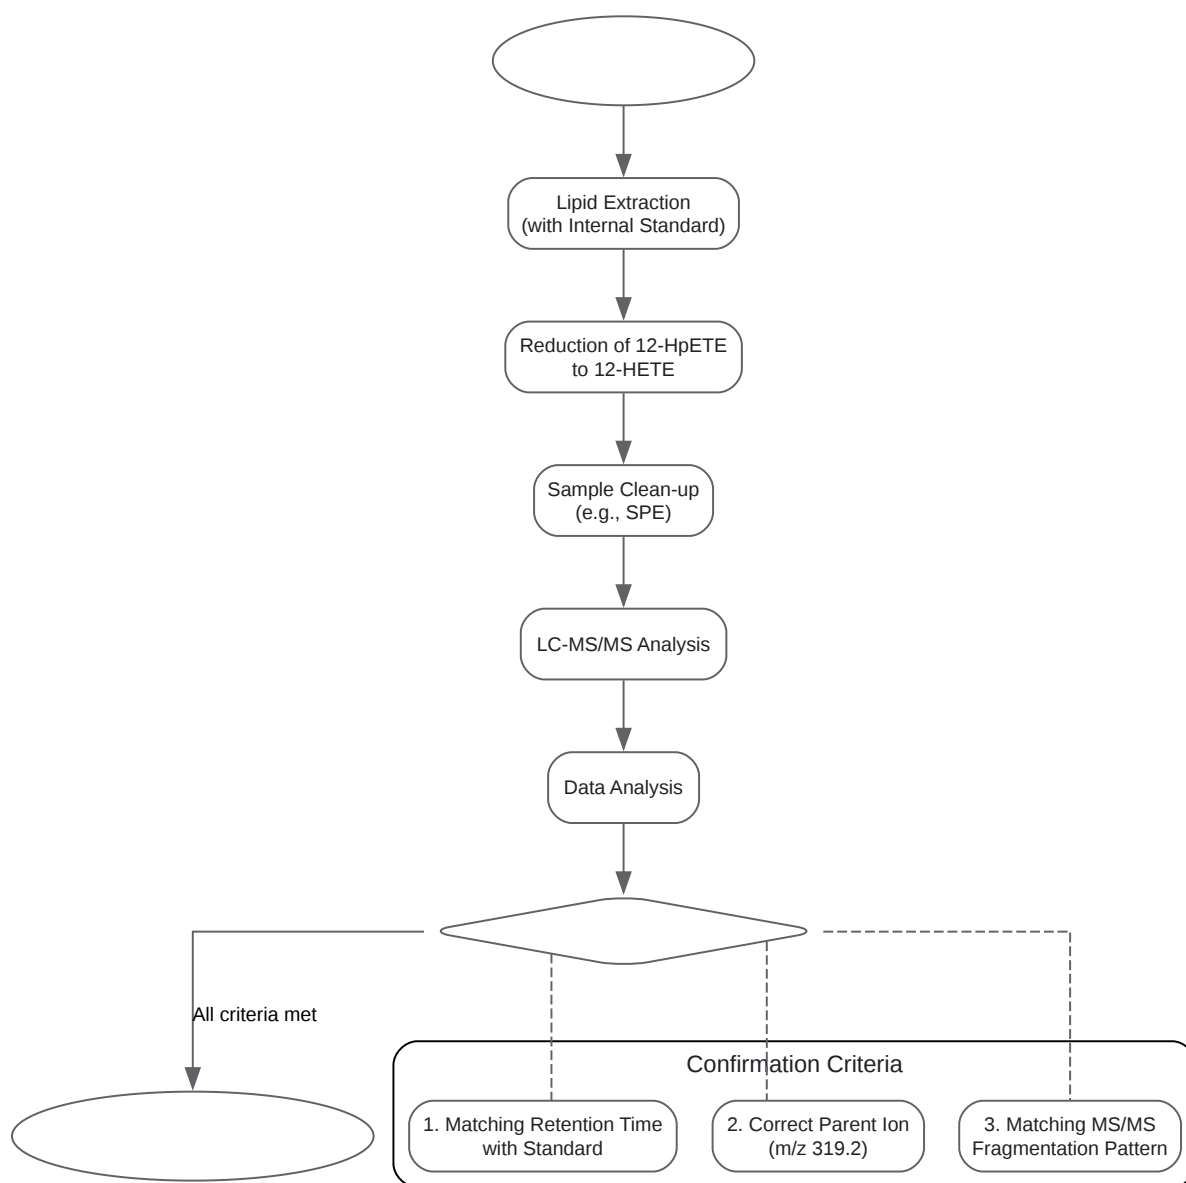 Lipid Extraction
(with Internal Standard)
Reduction of 12-HpETE
to 12-HETE
Sample Clean-up
(e.g., SPE)
LC-MS/MS Analysis
Data Analysis
All criteria met
Confirmation Criteria
1. Matching Retention Time
with Standard
2. Correct Parent Ion
(m/z 319.2)
3. Matching MS/MS
Fragmentation Pattern